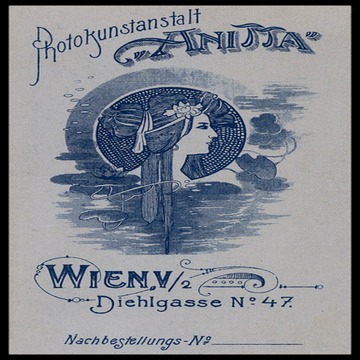 Photokunstanstalt
„ANITTA"
WIEN, V/2
Diehlgasse Nº 47.
Nachbestellungs-Nº